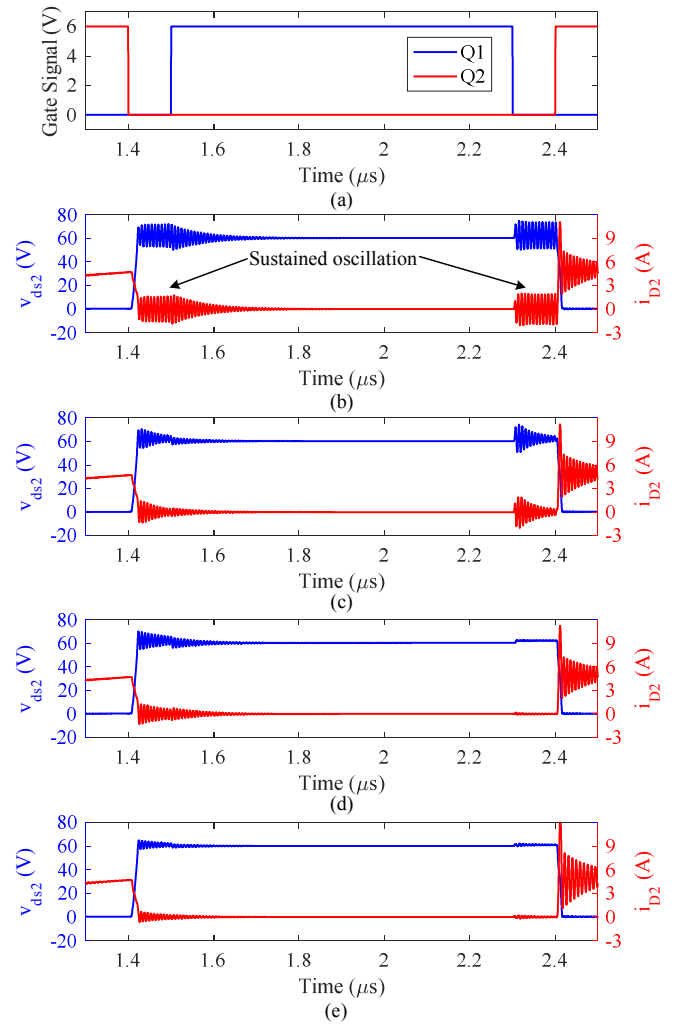 Gate Signal (V)
6
4
2
0
Q1
Q2
1.4 1.6 1.8 2 2.2 2.4
Time (μs)
(a)
v_ds2 (V)
80
60
40
20
0
-20
Sustained oscillation
9
6
3
0
-3
i_D2 (A)
1.4 1.6 1.8 2 2.2 2.4
Time (μs)
(b)
v_ds2 (V)
80
60
40
20
0
-20
9
6
3
0
-3
i_D2 (A)
1.4 1.6 1.8 2 2.2 2.4
Time (μs)
(c)
v_ds2 (V)
80
60
40
20
0
-20
9
6
3
0
-3
i_D2 (A)
1.4 1.6 1.8 2 2.2 2.4
Time (μs)
(d)
v_ds2 (V)
80
60
40
20
0
-20
9
6
3
0
-3
i_D2 (A)
1.4 1.6 1.8 2 2.2 2.4
Time (μs)
(e)